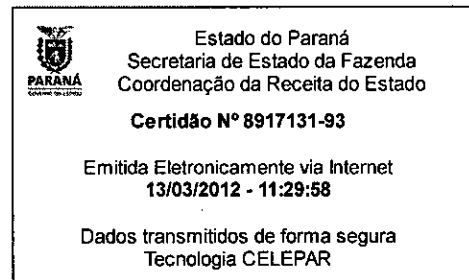 Estado do Paraná
Secretaria de Estado da Fazenda
PARANÁ
Coordenação da Receita do Estado
Certidão Nº 8917131-93
Emitida Eletronicamente via Internet
13/03/2012 - 11:29:58
Dados transmitidos de forma segura
Tecnologia CELEPAR